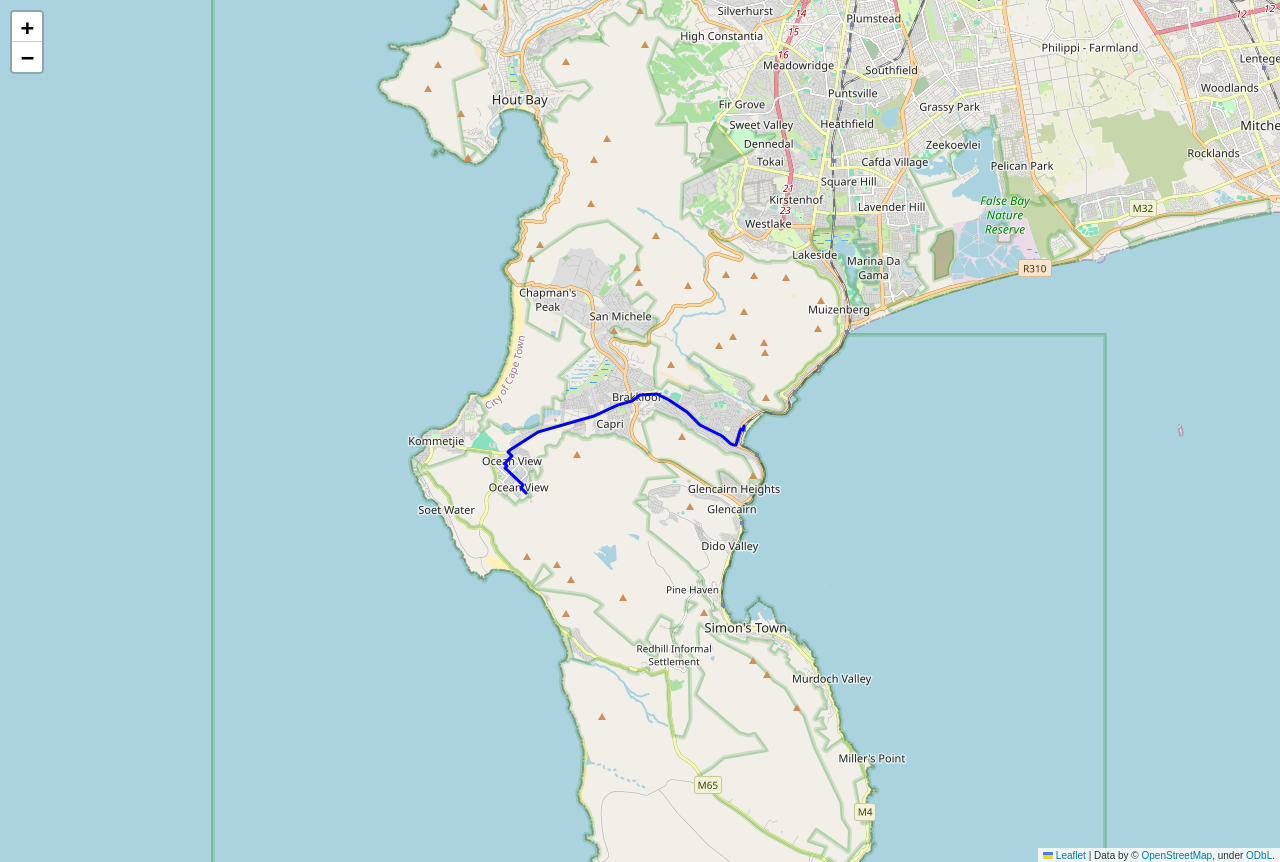 +
−
Silverhurst
14
12
12
Plumstead
High Constantia
15
Philippi - Farmland
16
Meadowridge
Southfield
Woodlands
Puntsville
Hout Bay
Fir Grove
Grassy Park
Sweet Valley
Heathfield
Dennedal
Zeekoevlei
Rocklands
Tokai
Cafda Village
Pelican Park
Square Hill
21
Kirstenhof
23
Lavender Hill
False Bay
Nature
Reserve
M32
Westlake
Lakeside
Marina Da
Gama
R310
Chapman's
Peak
San Michele
Muizenberg
City of Cape Town
Capri
Kommetjie
Ocean View
Ocean View
Glencairn Heights
Soet Water
Glencairn
Dido Valley
Pine Haven
Simon's Town
Redhill Informal
Settlement
Murdoch Valley
Miller's Point
M65
M4
Leaflet | Data by © OpenStreetMap, under ODbL.